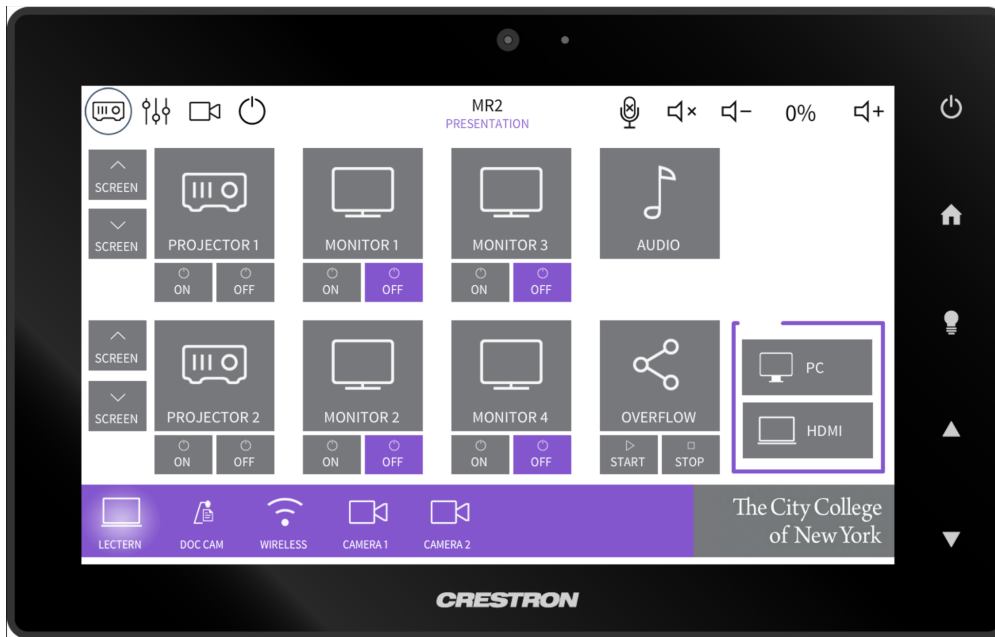 MR2
PRESENTATION
0%
SCREEN
SCREEN
PROJECTOR 1
ON OFF
MONITOR 1
ON OFF
MONITOR 3
ON OFF
AUDIO
SCREEN
SCREEN
PROJECTOR 2
ON OFF
MONITOR 2
ON OFF
MONITOR 4
ON OFF
OVERFLOW
START STOP
PC
HDMI
LECTERN
DOC CAM
WIRELESS
CAMERA 1
CAMERA 2
The City College
of New York
CRESTRON